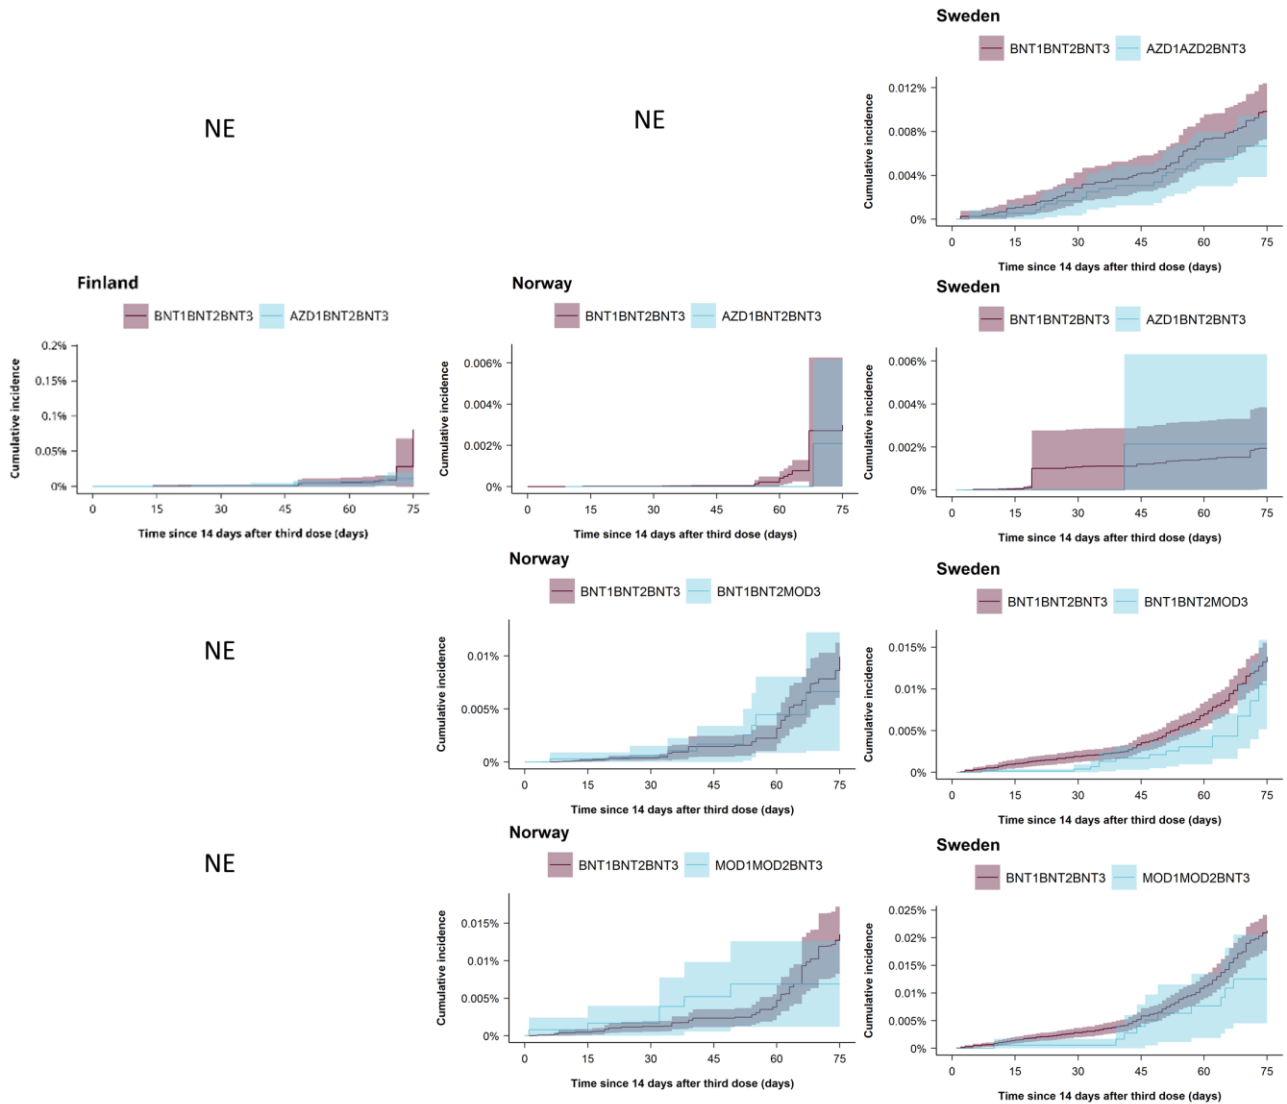 NE
NE
Sweden
BNT1BNT2BNT3 AZD1AZD2BNT3
Cumulative incidence
0.012%
0.008%
0.004%
0%
0 15 30 45 60 75
Time since 14 days after third dose (days)
Finland
BNT1BNT2BNT3 AZD1BNT2BNT3
Cumulative incidence
0.2%
0.15%
0.1%
0.05%
0%
0 15 30 45 60 75
Time since 14 days after third dose (days)
Norway
BNT1BNT2BNT3 AZD1BNT2BNT3
Cumulative incidence
0.006%
0.004%
0.002%
0%
0 15 30 45 60 75
Time since 14 days after third dose (days)
Sweden
BNT1BNT2BNT3 AZD1BNT2BNT3
Cumulative incidence
0.006%
0.004%
0.002%
0%
0 15 30 45 60 75
Time since 14 days after third dose (days)
NE
Norway
BNT1BNT2BNT3 BNT1BNT2MOD3
Cumulative incidence
0.01%
0.005%
0%
0 15 30 45 60 75
Time since 14 days after third dose (days)
Sweden
BNT1BNT2BNT3 BNT1BNT2MOD3
Cumulative incidence
0.015%
0.01%
0.005%
0%
0 15 30 45 60 75
Time since 14 days after third dose (days)
NE
Norway
BNT1BNT2BNT3 MOD1MOD2BNT3
Cumulative incidence
0.015%
0.01%
0.005%
0%
0 15 30 45 60 75
Time since 14 days after third dose (days)
Sweden
BNT1BNT2BNT3 MOD1MOD2BNT3
Cumulative incidence
0.025%
0.02%
0.015%
0.01%
0.005%
0%
0 15 30 45 60 75
Time since 14 days after third dose (days)